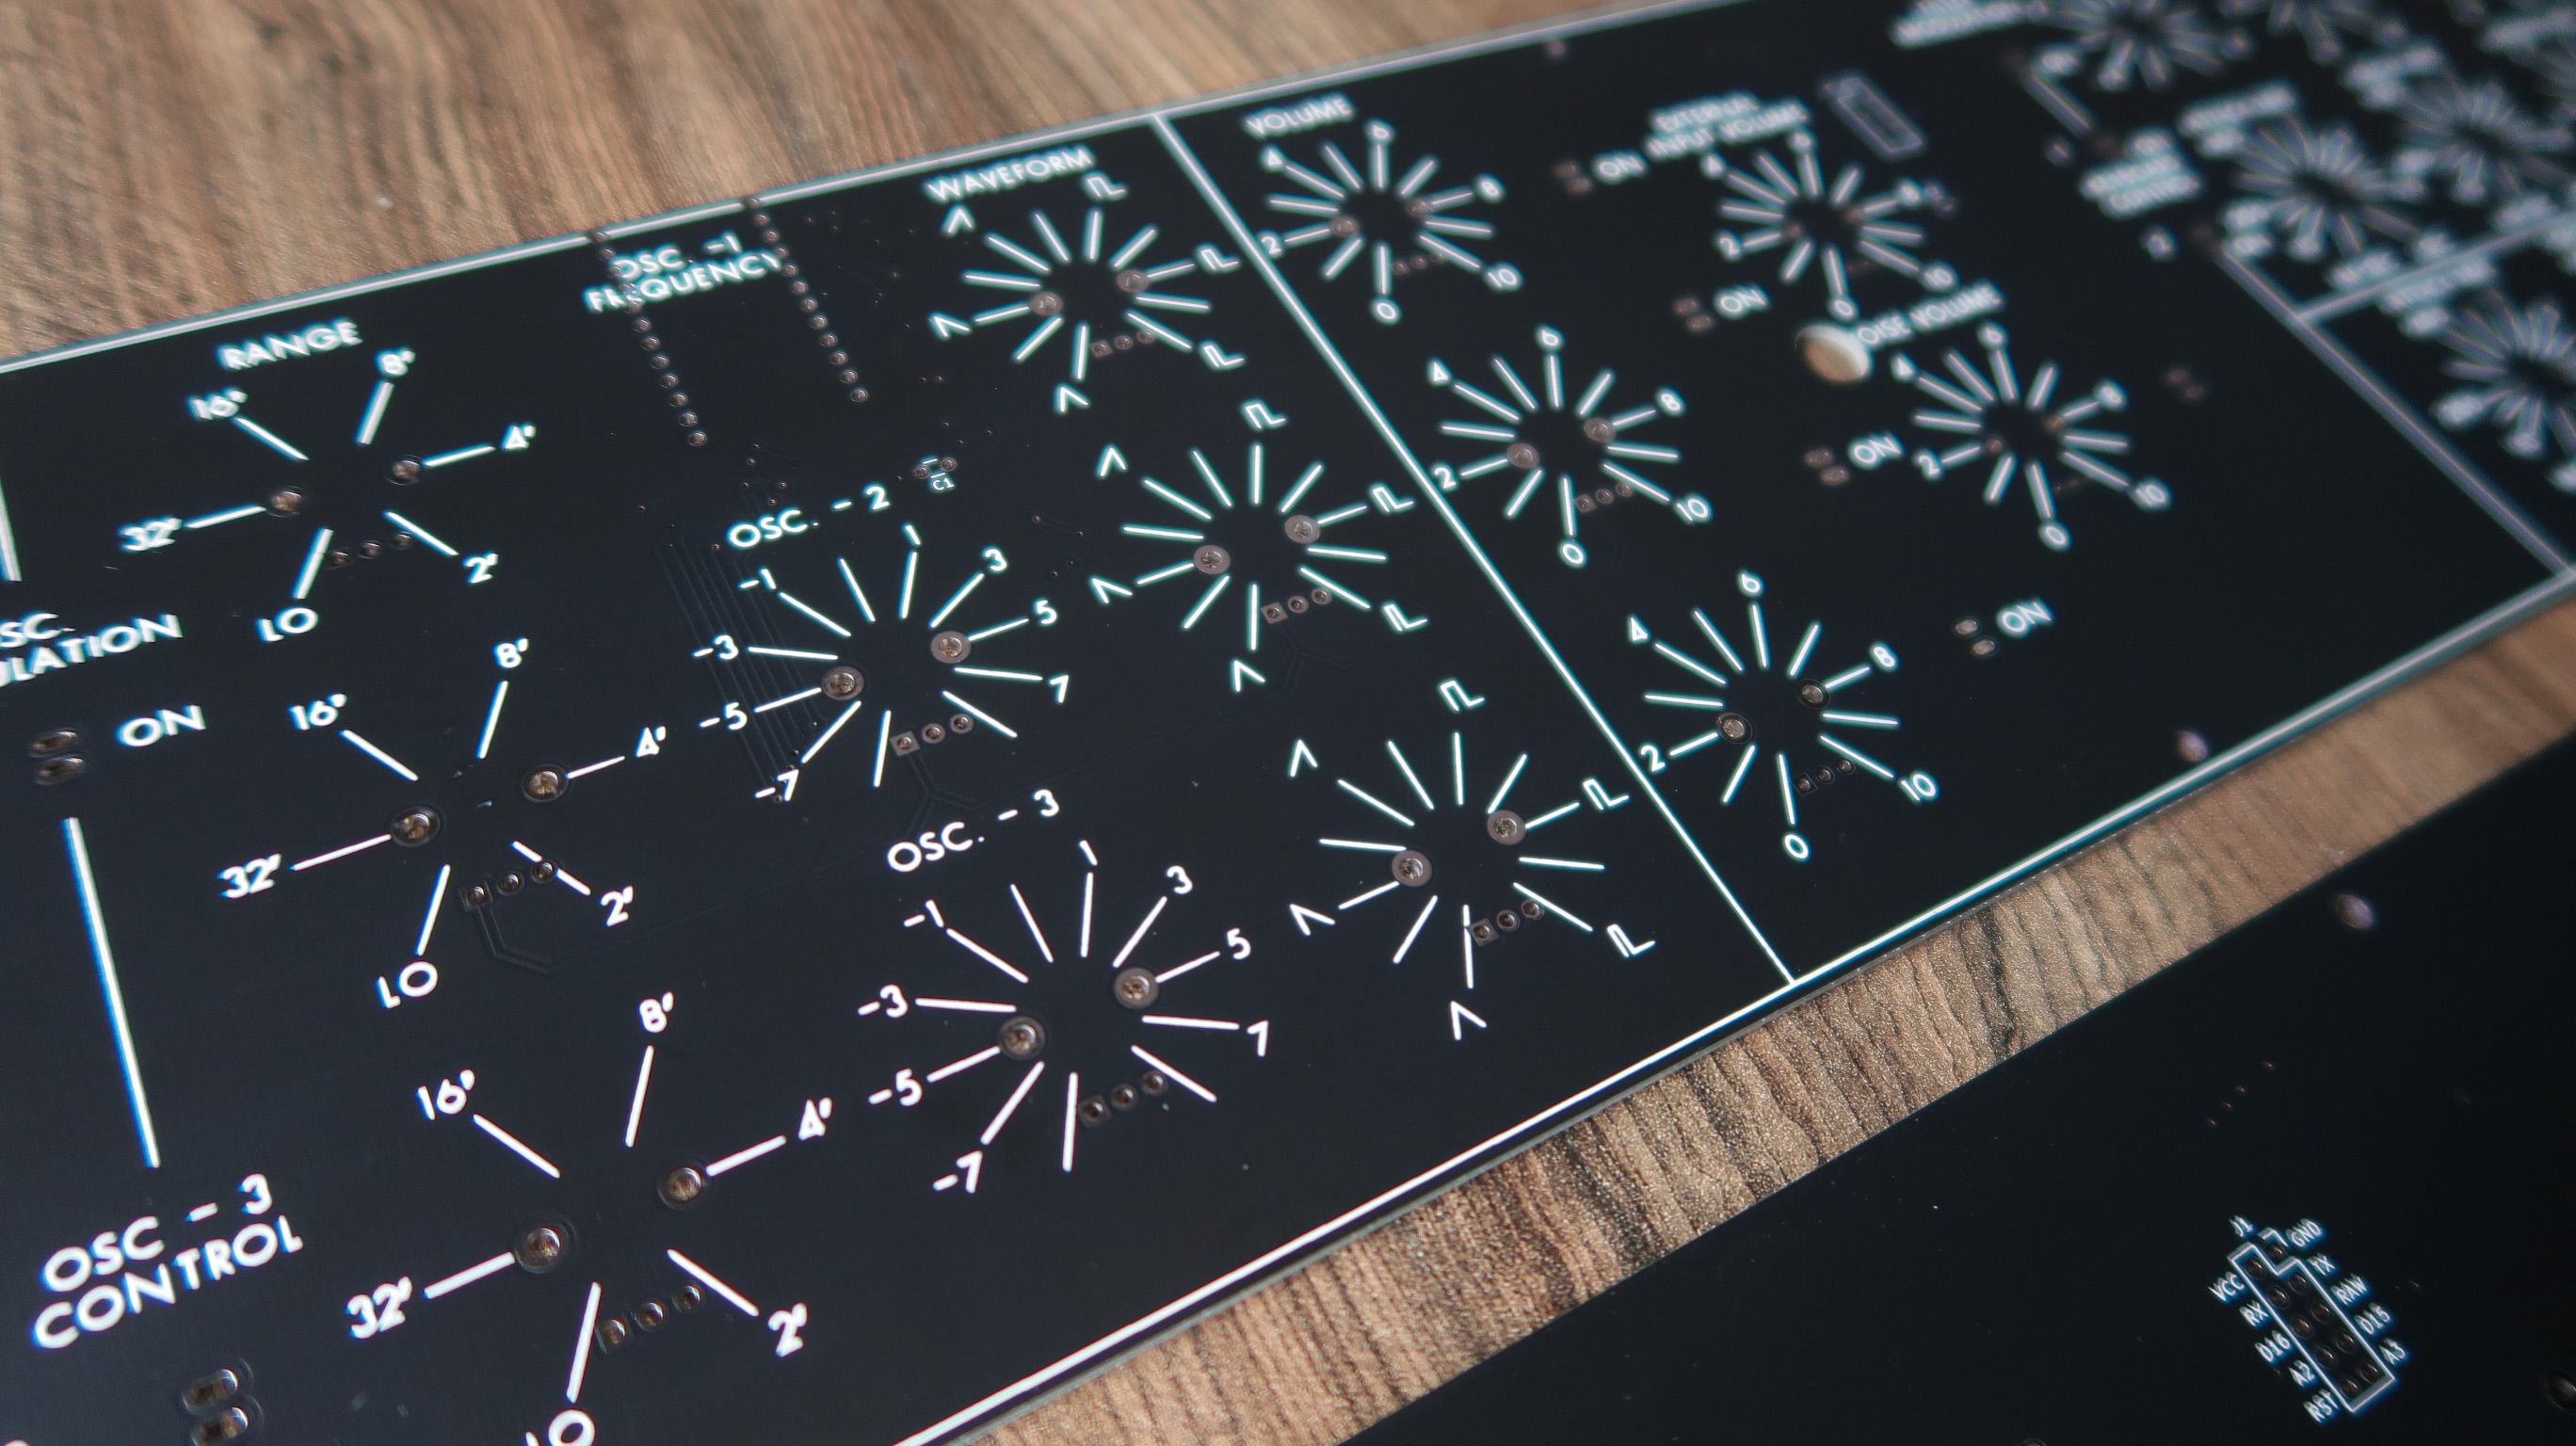 RANGE
8'
16'
4'
32'
2'
LO
OSC. -1
FREQUENCY
WAVEFORM
VOLUME
6
4
8
2
10
0
ON
EXTERNAL
INPUT VOLUME
6
4
8
2
10
0
ON
6
4
8
2
10
0
OISE VOLUME
6
4
8
2
10
0
ON
6
4
8
2
10
0
ON
SC.
ULATION
ON
8'
16'
4'
32'
2'
LO
OSC. - 2
C1
1
-1
3
-3
5
-5
7
-7
OSC. - 3
1
-1
3
-3
5
-5
7
-7
8'
16'
4'
32'
2'
LO
OSC - 3
CONTROL
J1
GND
VCC
TX
RX
RAW
D16
D15
A2
A3
RST